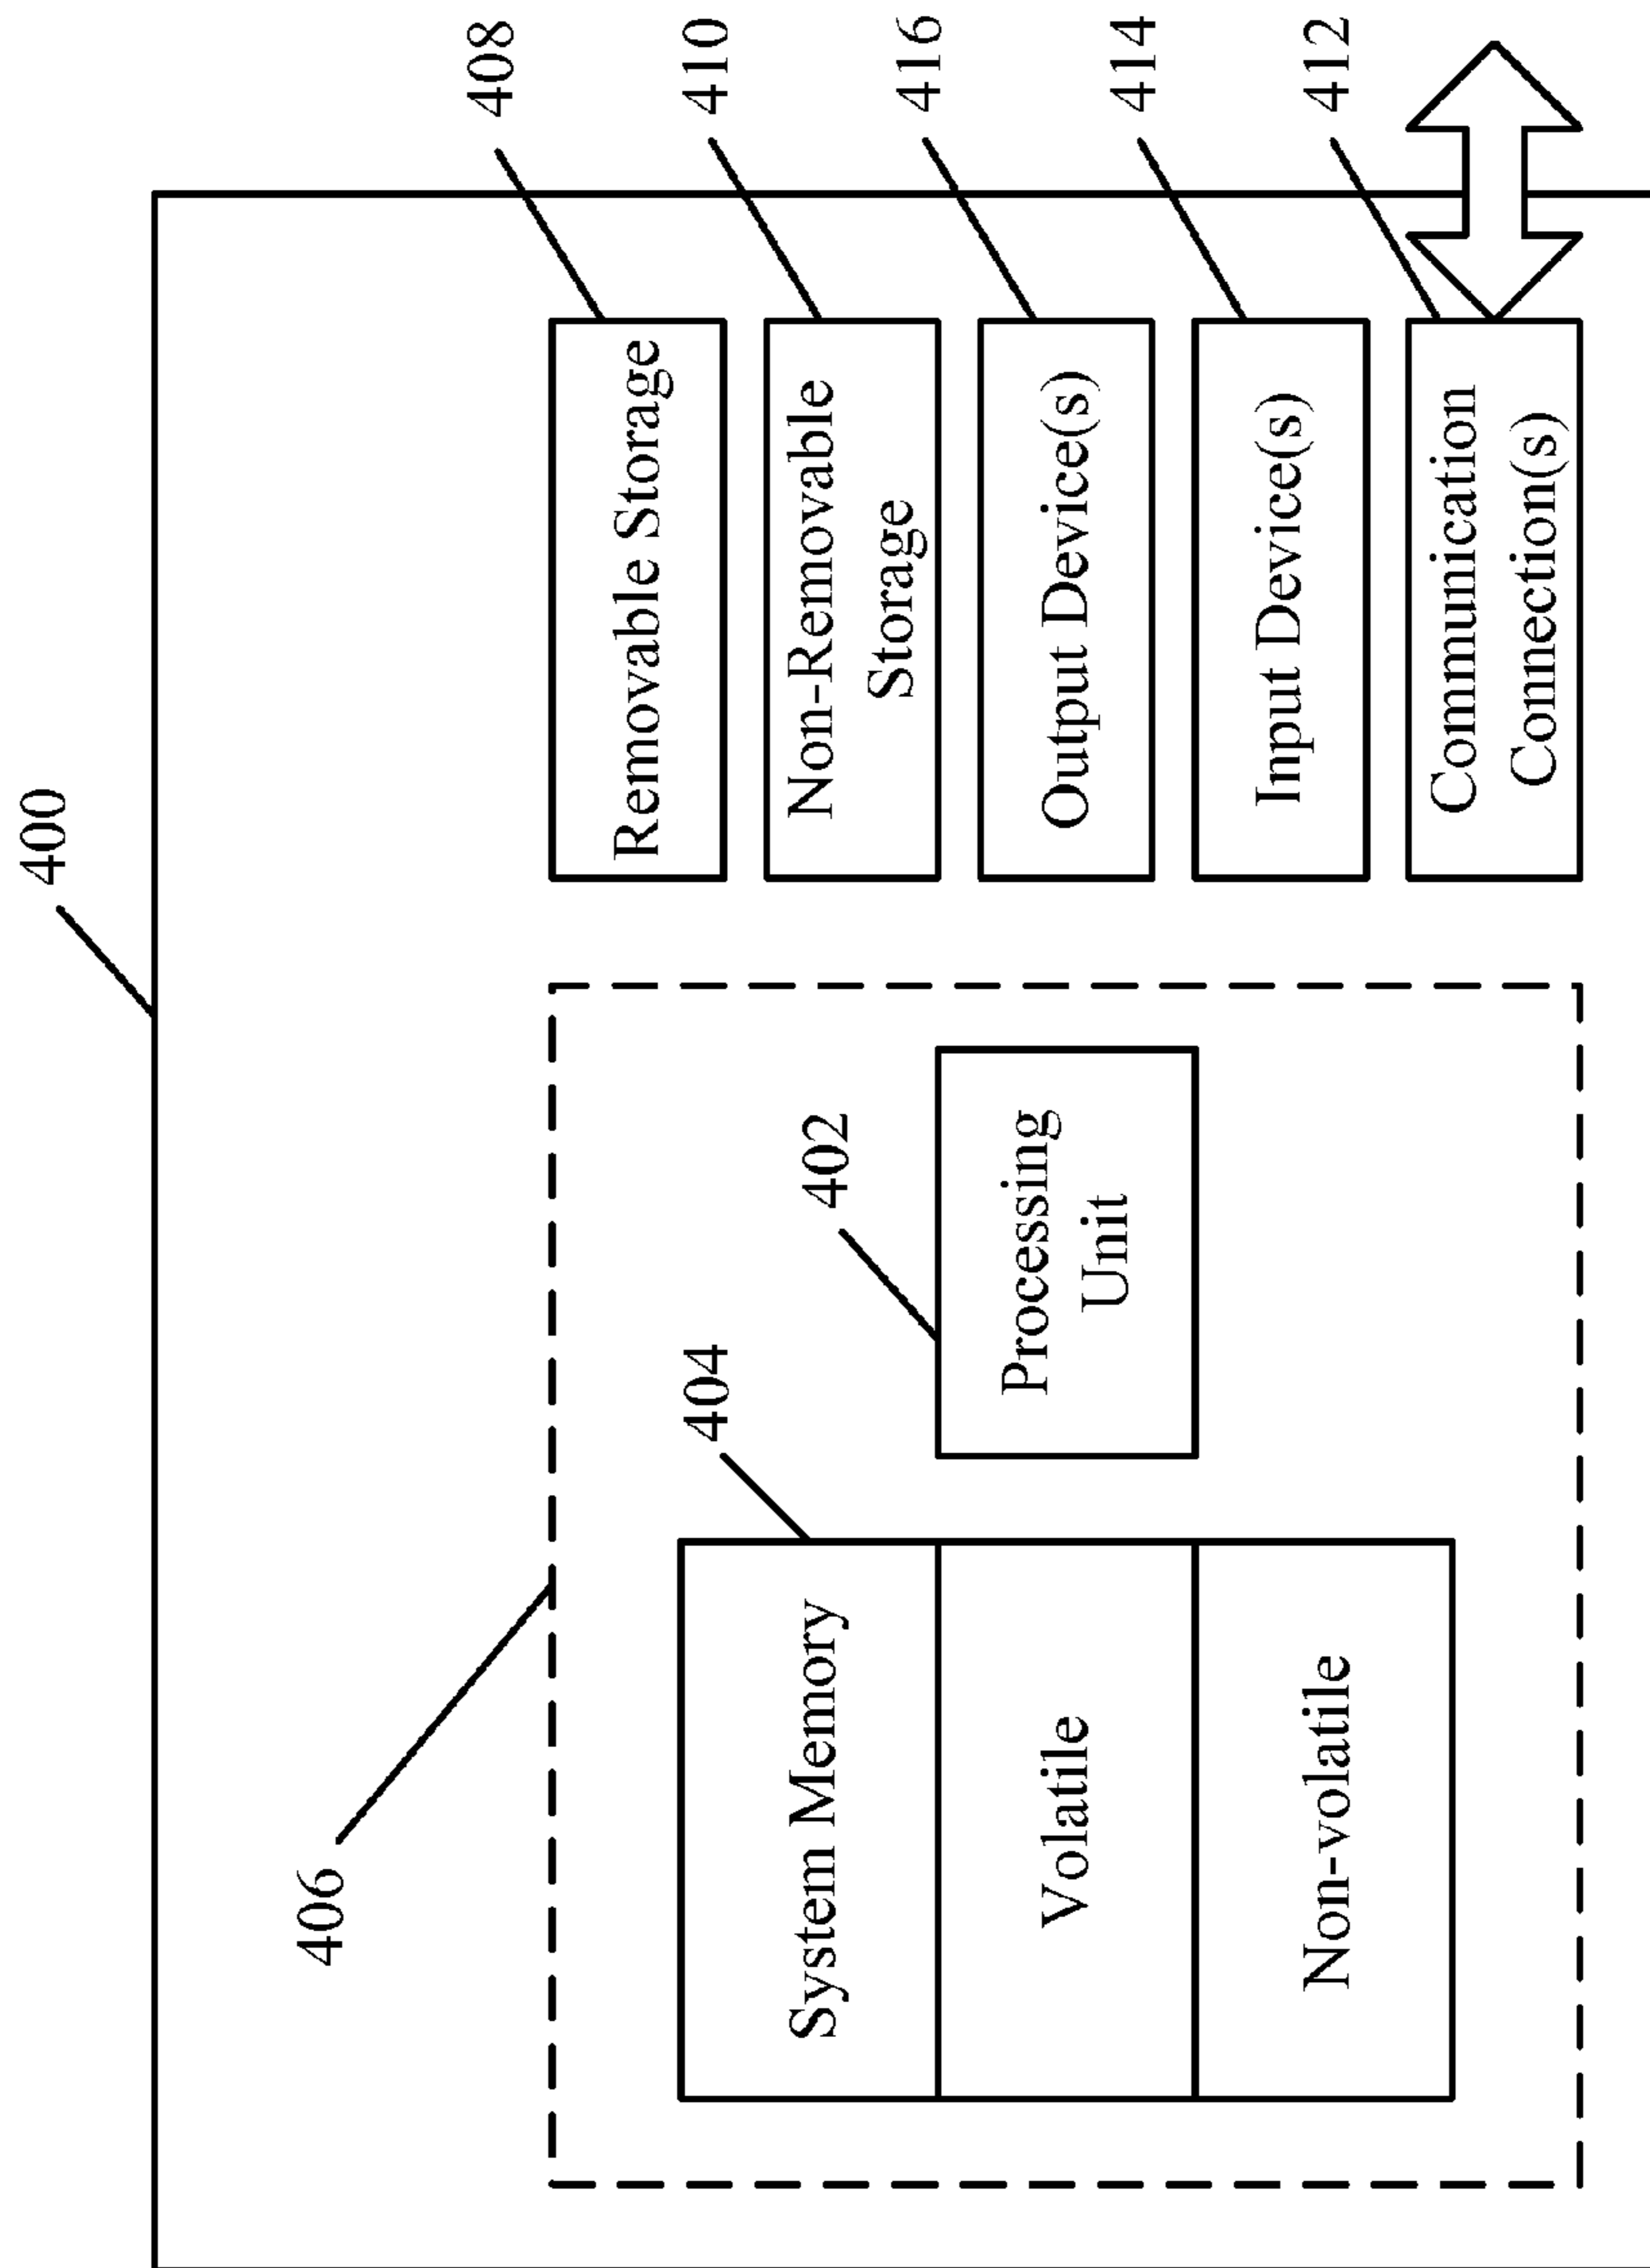 400
406
404
System Memory
Volatile
Non-volatile
402
Processing
Unit
Removable Storage
408
Non-Removable
Storage
410
Output Device(s)
416
Input Device(s)
414
Communication
Connection(s)
412